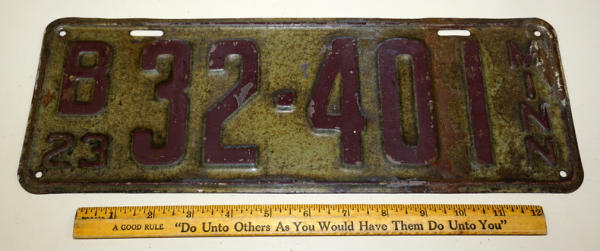 B 32-401 MINN
23
1 2 3 4 5 6 7 8 9 10 11 12
A GOOD RULE "Do Unto Others As You Would Have Them Do Unto You"